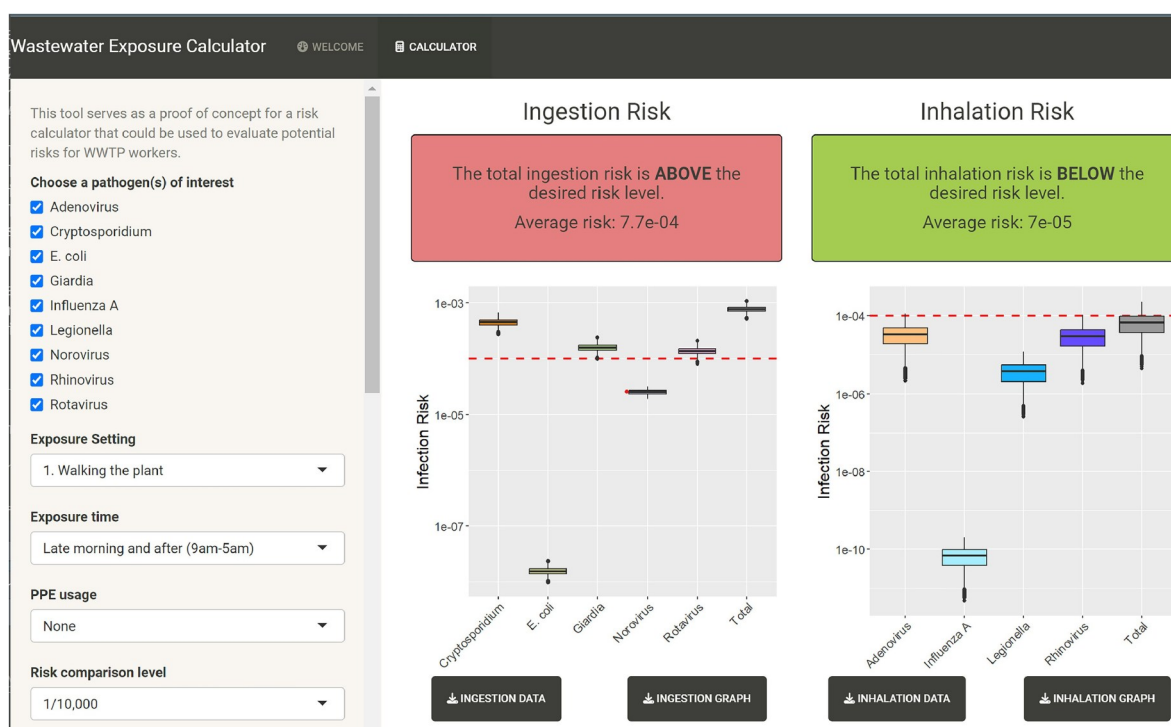 Wastewater Exposure Calculator
WELCOME
CALCULATOR
This tool serves as a proof of concept for a risk
calculator that could be used to evaluate potential
risks for WWTP workers.
Choose a pathogen(s) of interest
Adenovirus
Cryptosporidium
E. coli
Giardia
Influenza A
Legionella
Norovirus
Rhinovirus
Rotavirus
Exposure Setting
1. Walking the plant
Exposure time
Late morning and after (9am-5am)
PPE usage
None
Risk comparison level
1/10,000
Ingestion Risk
The total ingestion risk is ABOVE the
desired risk level.
Average risk: 7.7e-04
Infection Risk
1e-03
1e-05
1e-07
Cryptosporidium
E. coli
Giardia
Norovirus
Rotavirus
Total
INGESTION DATA
INGESTION GRAPH
Inhalation Risk
The total inhalation risk is BELOW the
desired risk level.
Average risk: 7e-05
Infection Risk
1e-04
1e-06
1e-08
1e-10
Adenovirus
Influenza A
Legionella
Rhinovirus
Total
INHALATION DATA
INHALATION GRAPH